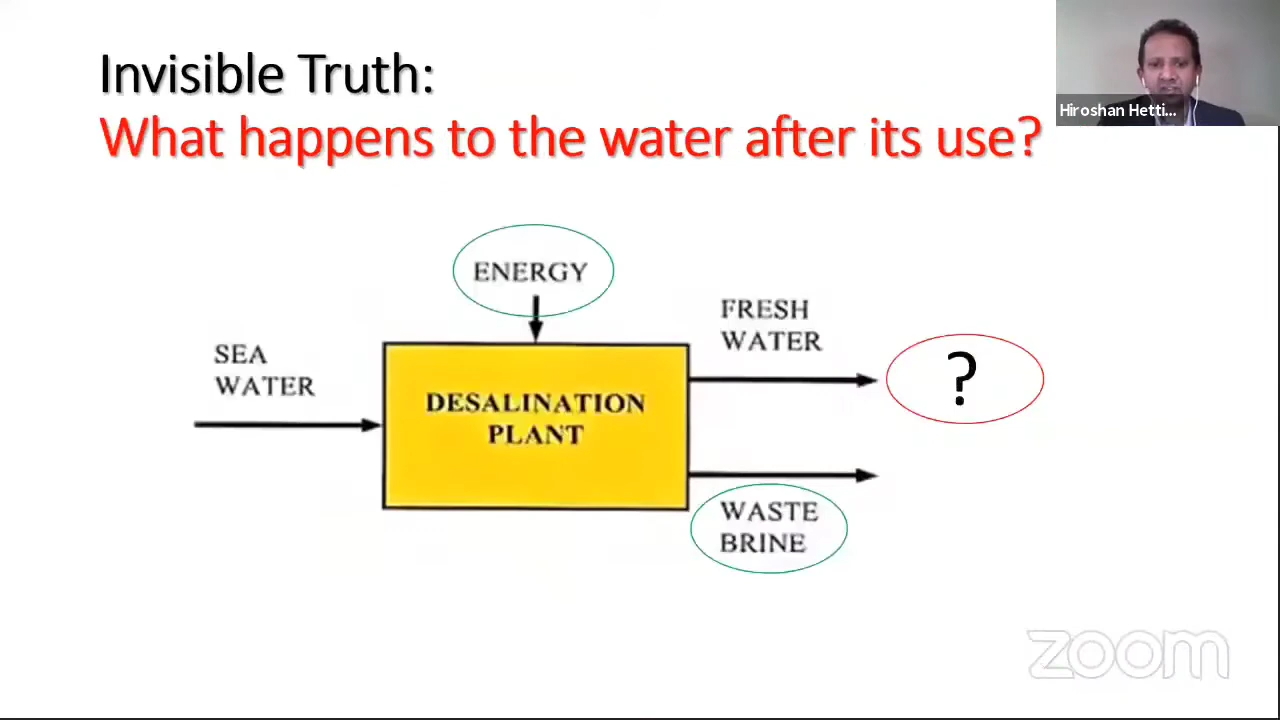 Invisible Truth:
What happens to the water after its use?
Hiroshan Hetti...
ENERGY
SEA
WATER
FRESH
WATER
?
DESALINATION
PLANT
WASTE
BRINE
zoom